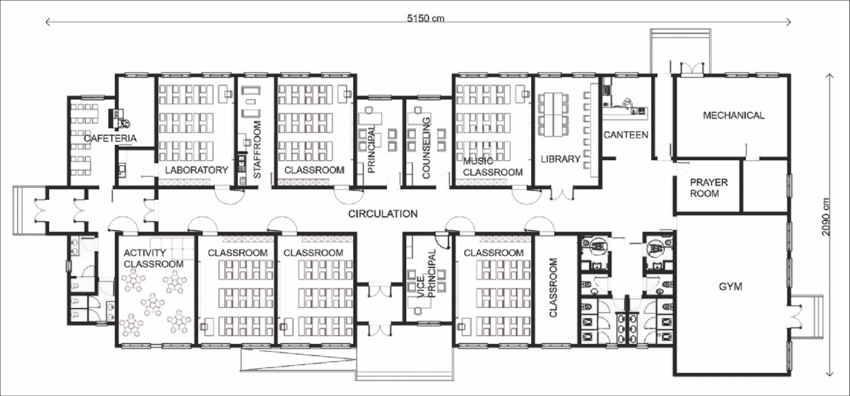 5150 cm
CAFETERIA
LABORATORY
STAFFROOM
CLASSROOM
PRINCIPAL
COUNSELING
MUSIC
CLASSROOM
LIBRARY
CANTEEN
MECHANICAL
PRAYER
ROOM
2090 cm
CIRCULATION
ACTIVITY
CLASSROOM
CLASSROOM
CLASSROOM
VICE
PRINCIPAL
CLASSROOM
CLASSROOM
GYM